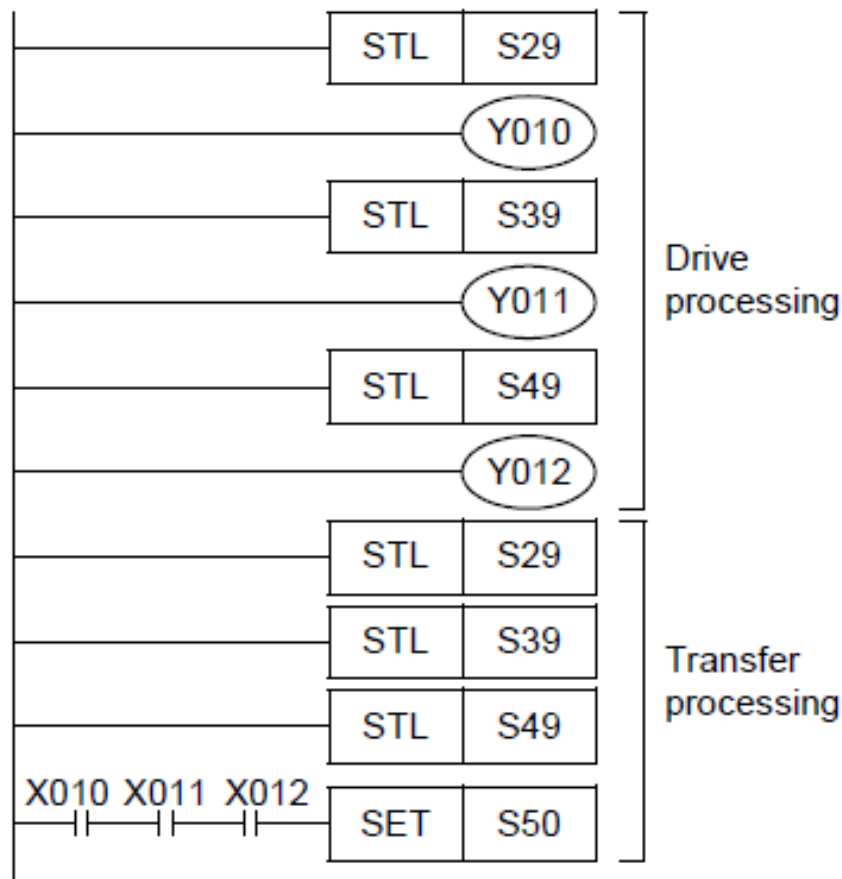 STL S29
Y010
STL S39
Y011
Drive
processing
STL S49
Y012
STL S29
STL S39
Transfer
processing
STL S49
X010 X011 X012
SET S50